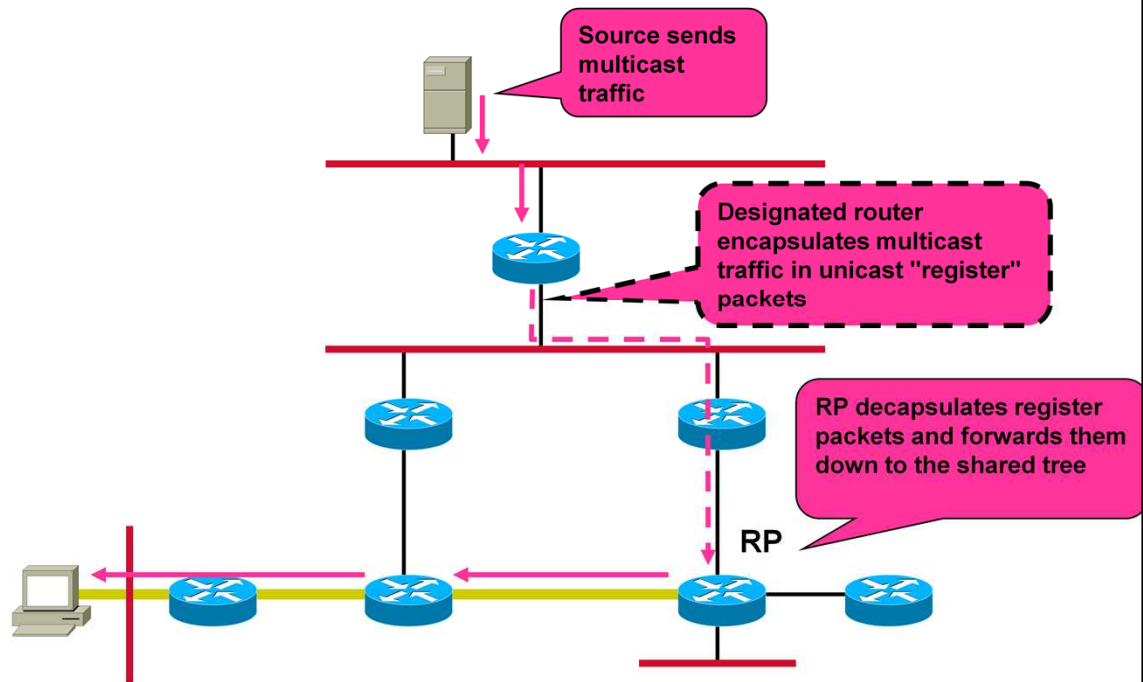 Source sends
multicast
traffic
Designated router
encapsulates multicast
traffic in unicast "register"
packets
RP decapsulates register
packets and forwards them
down to the shared tree
RP